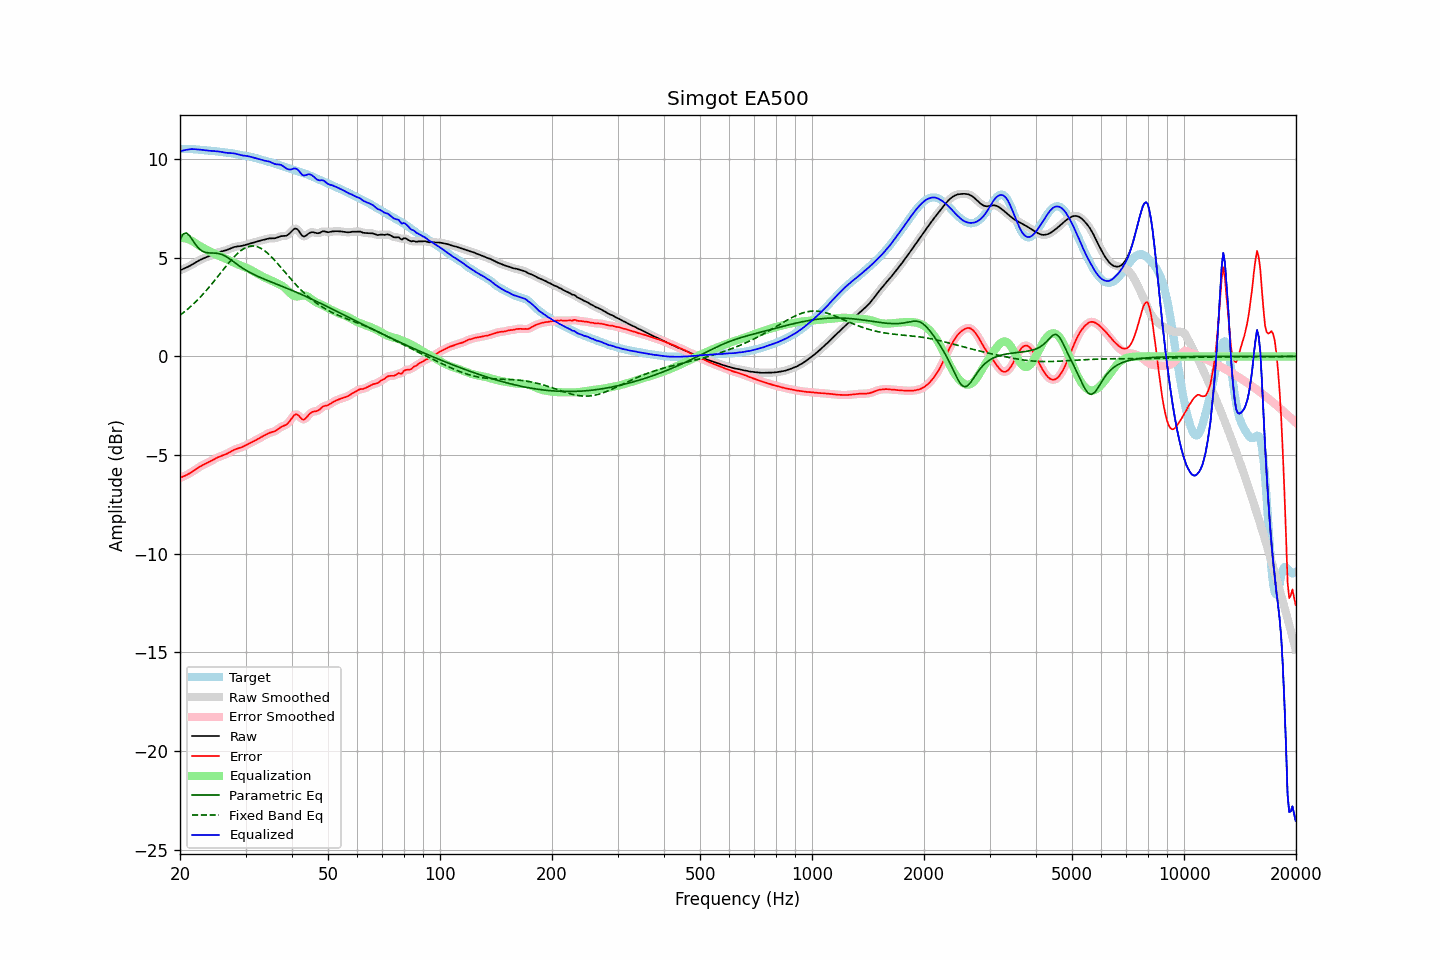 Simgot EA500
Amplitude (dBr)
10
5
0
−5
−10
−15
−20
−25
Target
Raw Smoothed
Error Smoothed
Raw
Error
Equalization
Parametric Eq
Fixed Band Eq
Equalized
20 50 100 200 500 1000 2000 5000 10000 20000
Frequency (Hz)